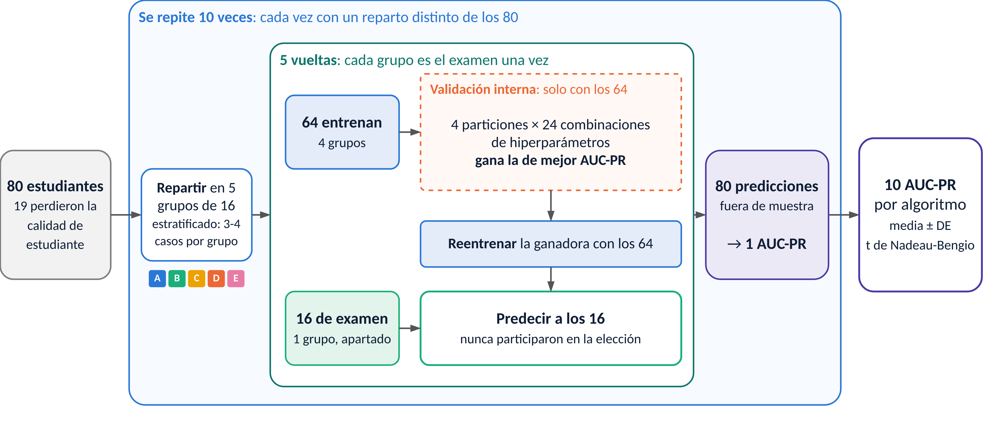 Se repite 10 veces: cada vez con un reparto distinto de los 80
80 estudiantes
19 perdieron la
calidad de
estudiante
Repartir en 5
grupos de 16
estratificado: 3-4
casos por grupo
A B C D E
5 vueltas: cada grupo es el examen una vez
64 entrenan
4 grupos
Validación interna: solo con los 64
4 particiones × 24 combinaciones
de hiperparámetros
gana la de mejor AUC-PR
Reentrenar la ganadora con los 64
16 de examen
1 grupo, apartado
Predecir a los 16
nunca participaron en la elección
80 predicciones
fuera de muestra
→ 1 AUC-PR
10 AUC-PR
por algoritmo
media ± DE
t de Nadeau-Bengio